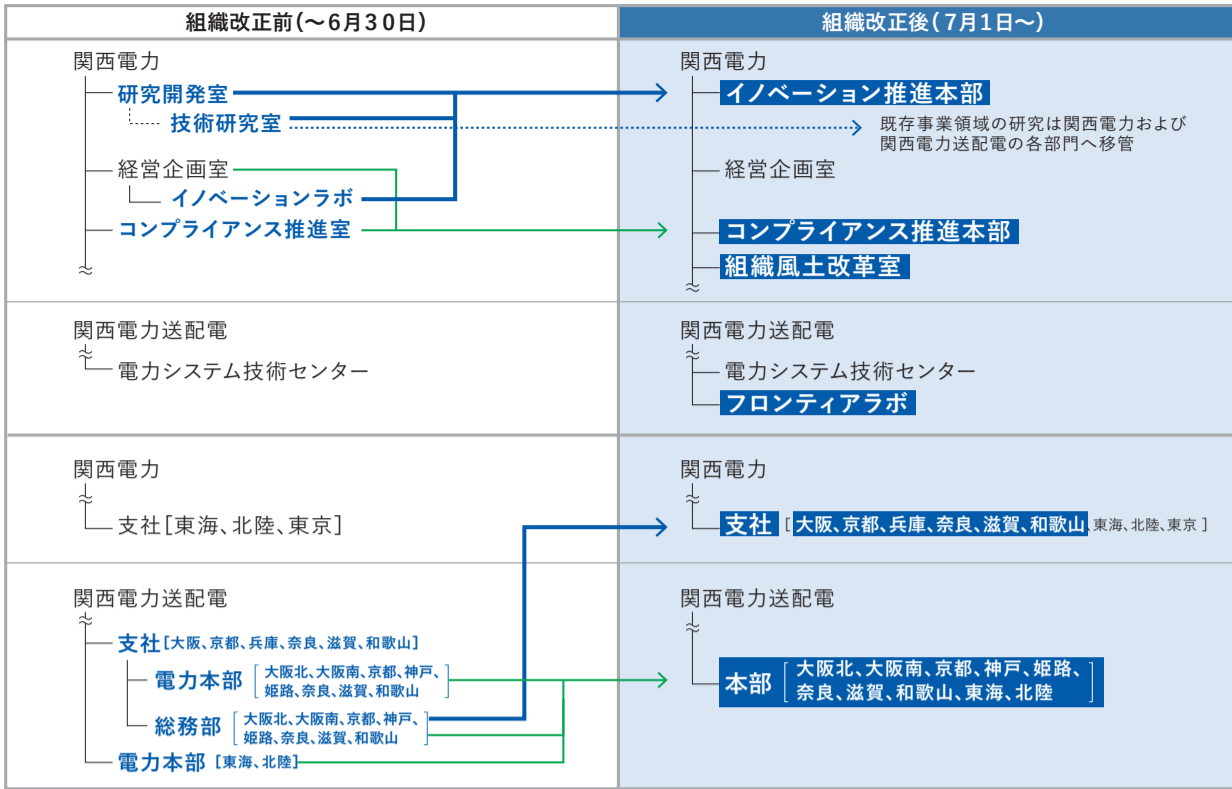 組織改正前(～6月30日)
組織改正後(7月1日～)
関西電力
研究開発室
技術研究室
経営企画室
イノベーションラボ
コンプライアンス推進室
関西電力
イノベーション推進本部
既存事業領域の研究は関西電力および
関西電力送配電の各部門へ移管
経営企画室
コンプライアンス推進本部
組織風土改革室
関西電力送配電
電力システム技術センター
関西電力送配電
電力システム技術センター
フロンティアラボ
関西電力
支社[東海、北陸、東京]
関西電力
支社[大阪、京都、兵庫、奈良、滋賀、和歌山、東海、北陸、東京]
関西電力送配電
支社[大阪、京都、兵庫、奈良、滋賀、和歌山]
電力本部[大阪北、大阪南、京都、神戸、
姫路、奈良、滋賀、和歌山]
総務部[大阪北、大阪南、京都、神戸、
姫路、奈良、滋賀、和歌山]
電力本部[東海、北陸]
関西電力送配電
本部[大阪北、大阪南、京都、神戸、姫路、
奈良、滋賀、和歌山、東海、北陸]